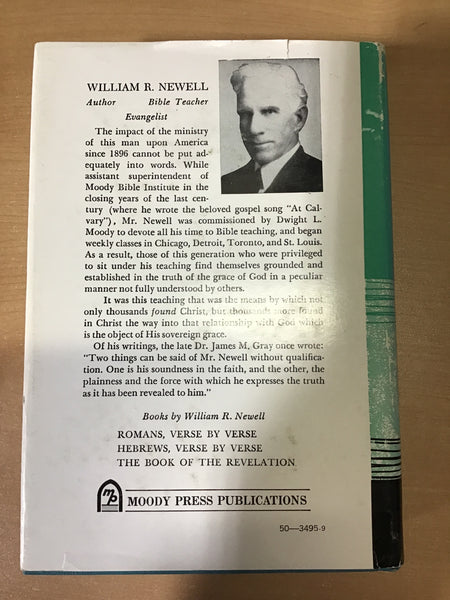 WILLIAM R. NEWELL
Author Bible Teacher
Evangelist
The impact of the ministry
of this man upon America
since 1896 cannot be put ad-
equately into words. While
assistant superintendent of
Moody Bible Institute in the
closing years of the last cen-
tury (where he wrote the beloved gospel song "At Cal-
vary"), Mr. Newell was commissioned by Dwight L.
Moody to devote all his time to Bible teaching, and began
weekly classes in Chicago, Detroit, Toronto, and St. Louis.
As a result, those of this generation who were privileged
to sit under his teaching find themselves grounded and
established in the truth of the grace of God in a peculiar
manner not fully understood by others.
It was this teaching that was the means by which not
only thousands found Christ, but thousands more found
in Christ the way into that relationship with God which
is the object of His sovereign grace.
Of his writings, the late Dr. James M. Gray once wrote:
"Two things can be said of Mr. Newell without qualifica-
tion. One is his soundness in the faith, and the other, the
plainness and the force with which he expresses the truth
as it has been revealed to him."
Books by William R. Newell
ROMANS, VERSE BY VERSE
HEBREWS, VERSE BY VERSE
THE BOOK OF THE REVELATION
mp MOODY PRESS PUBLICATIONS
50—3495-9